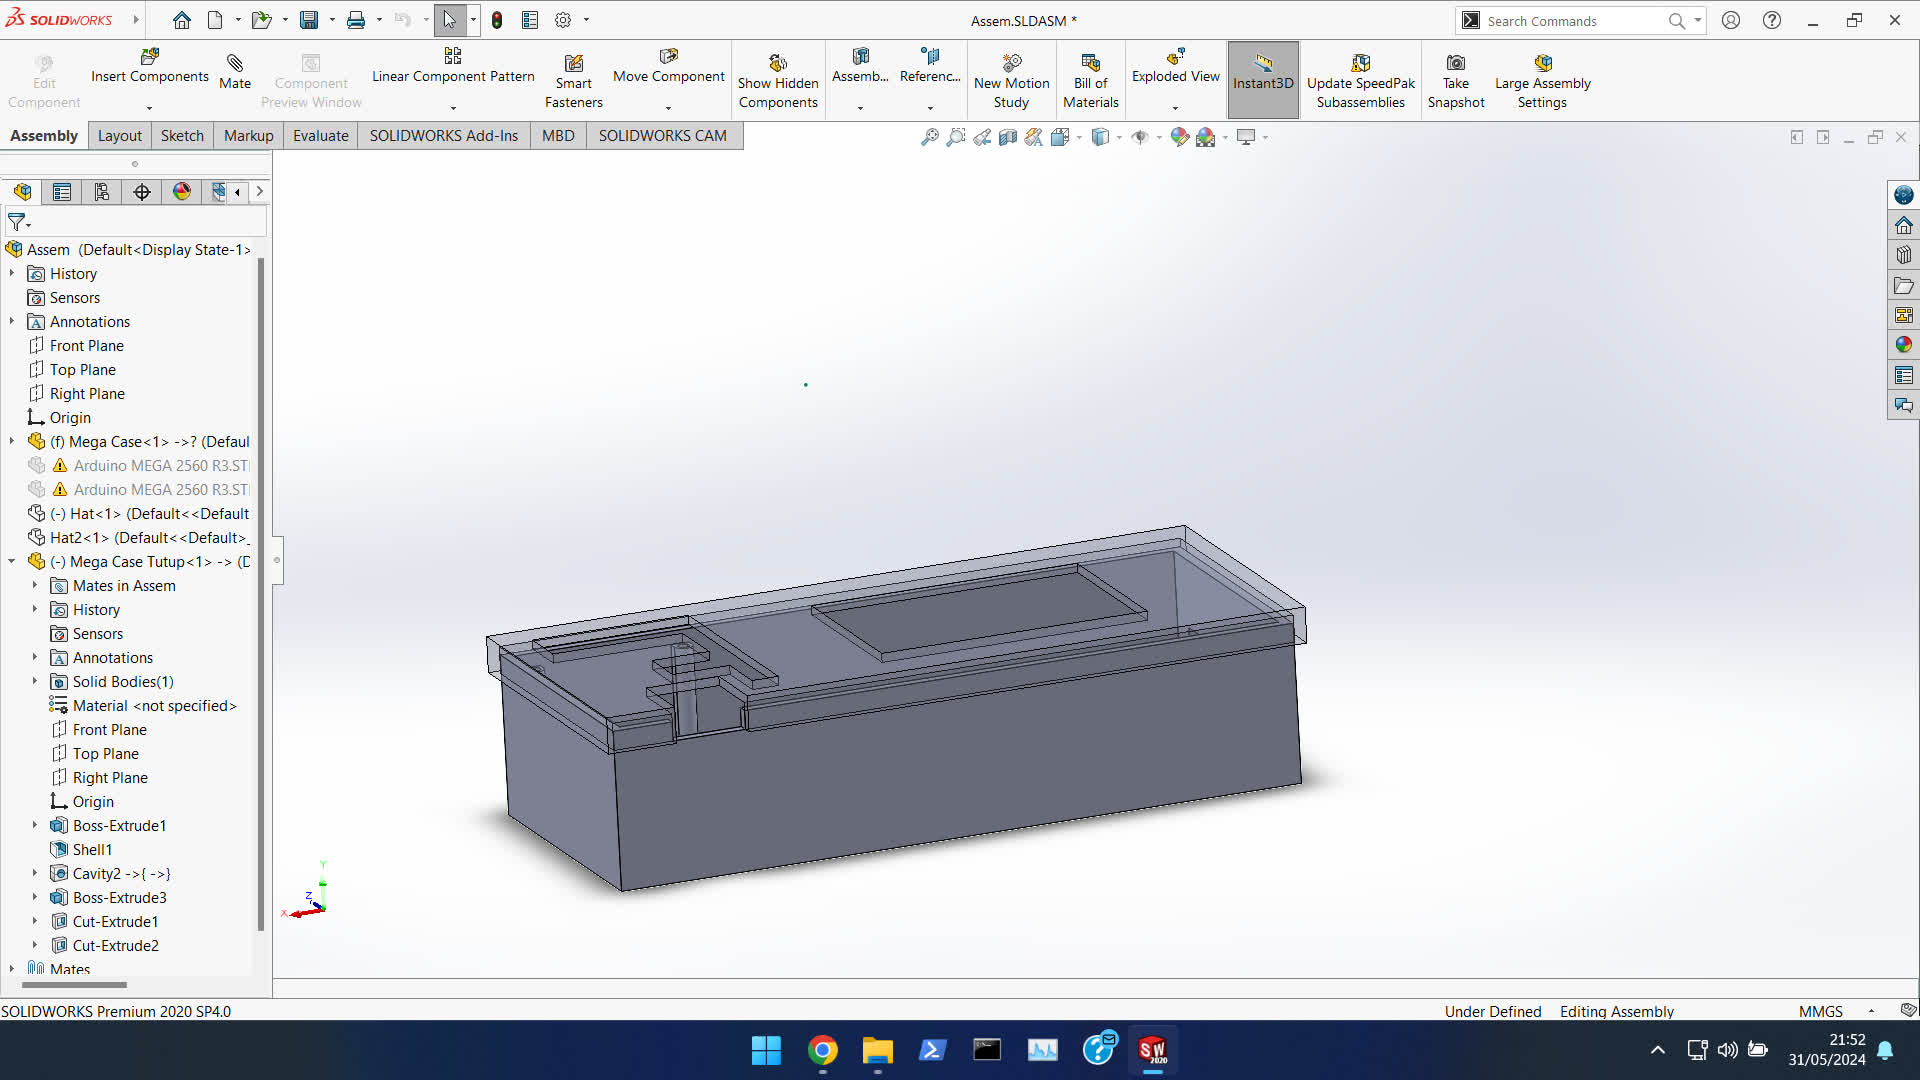 SOLIDWORKS
Assem.SLDASM *
Search Commands
Edit
Component
Insert Components
Mate
Component
Preview Window
Linear Component Pattern
Smart
Fasteners
Move Component
Show Hidden
Components
Assemb...
Referenc...
New Motion
Study
Bill of
Materials
Exploded View
Instant3D
Update SpeedPak
Subassemblies
Take
Snapshot
Large Assembly
Settings
Assembly
Layout
Sketch
Markup
Evaluate
SOLIDWORKS Add-Ins
MBD
SOLIDWORKS CAM
Assem (Default<Display State-1>
History
Sensors
Annotations
Front Plane
Top Plane
Right Plane
Origin
(f) Mega Case<1> ->? (Defaul
Arduino MEGA 2560 R3.STI
Arduino MEGA 2560 R3.STI
(-) Hat<1> (Default<<Default
Hat2<1> (Default<<Default>_
(-) Mega Case Tutup<1> -> (D
Mates in Assem
History
Sensors
Annotations
Solid Bodies(1)
Material <not specified>
Front Plane
Top Plane
Right Plane
Origin
Boss-Extrude1
Shell1
Cavity2 ->{ ->}
Boss-Extrude3
Cut-Extrude1
Cut-Extrude2
Mates
Y
Z
X
SOLIDWORKS Premium 2020 SP4.0
Under Defined
Editing Assembly
MMGS
SW
2020
21:52
31/05/2024